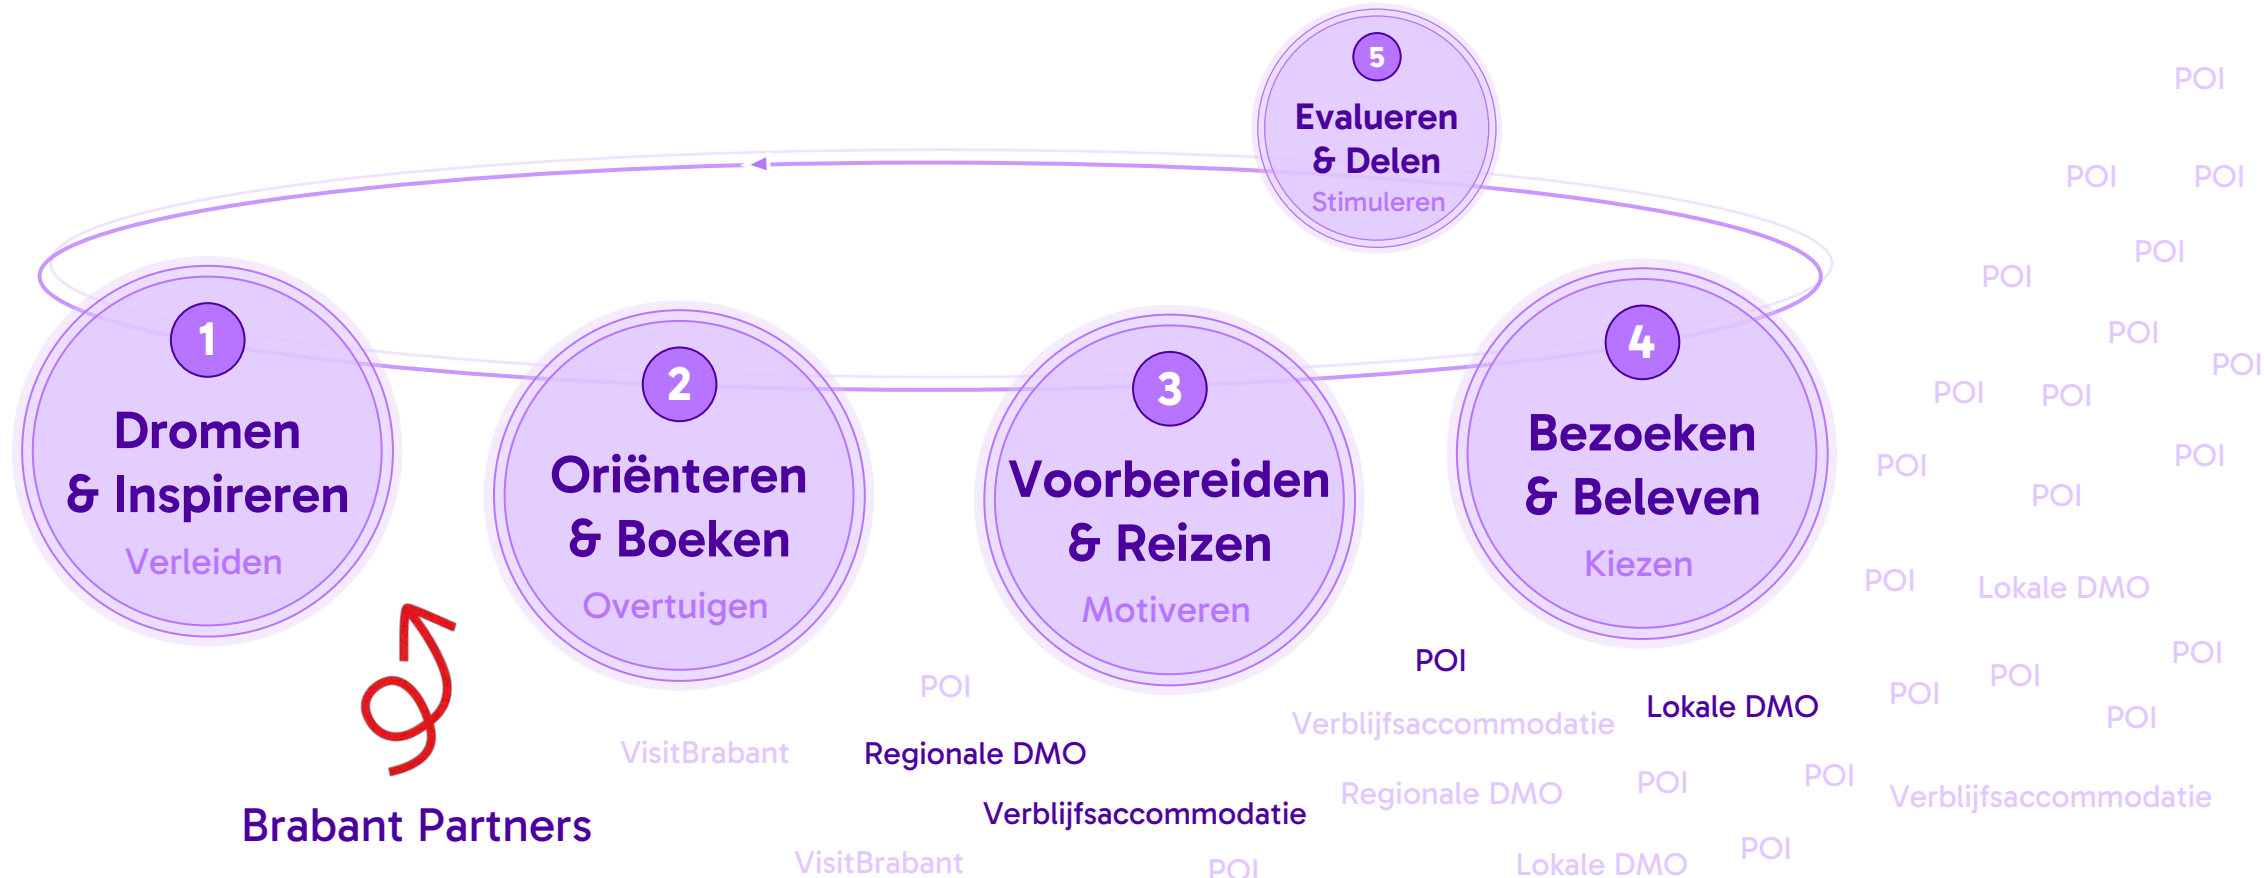 5
Evalueren
& Delen
Stimuleren
1
Dromen
& Inspireren
Verleiden
2
Oriënteren
& Boeken
Overtuigen
3
Voorbereiden
& Reizen
Motiveren
4
Bezoeken
& Beleven
Kiezen
Brabant Partners
POI
VisitBrabant
Regionale DMO
Verblijfsaccommodatie
VisitBrabant
POI
POI
Verblijfsaccommodatie
Lokale DMO
Regionale DMO
POI
POI
Lokale DMO
POI
POI
POI
POI
POI
POI
POI
POI
POI
POI
POI
POI
POI
POI
Lokale DMO
POI
POI
POI
POI
Verblijfsaccommodatie
POI